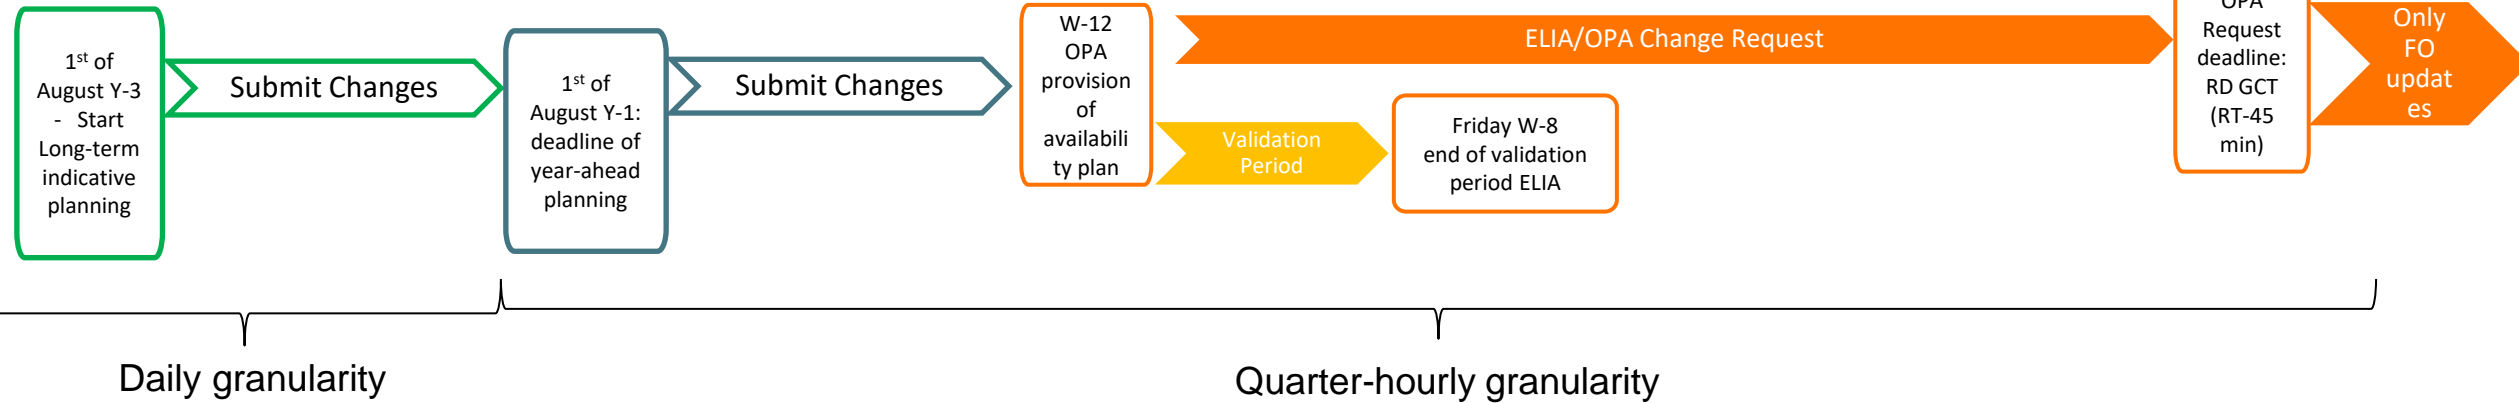 1st of
August Y-3
- Start
Long-term
indicative
planning
Submit Changes
1st of
August Y-1:
deadline of
year-ahead
planning
Submit Changes
W-12
OPA
provision
of
availabili
ty plan
ELIA/OPA Change Request
Validation
Period
Friday W-8
end of validation
period ELIA
OPA
Request
deadline:
RD GCT
(RT-45
min)
Only
FO
updat
es
Daily granularity
Quarter-hourly granularity